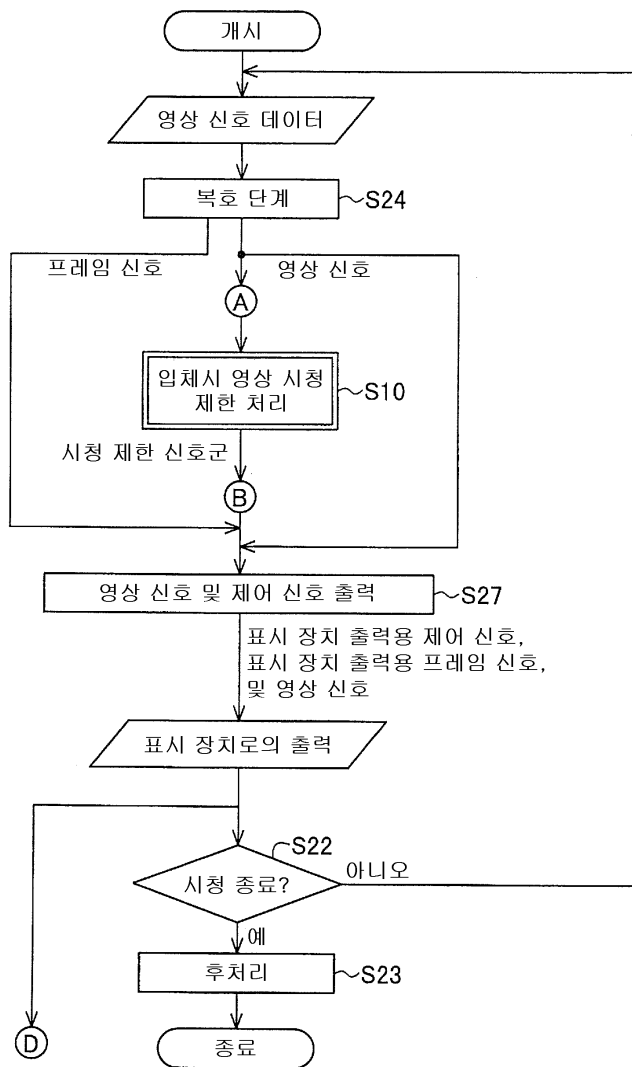 개시
영상 신호 데이터
복호 단계
S24
프레임 신호
영상 신호
A
입체시 영상 시청
제한 처리
S10
시청 제한 신호군
B
영상 신호 및 제어 신호 출력
S27
표시 장치 출력용 제어 신호,
표시 장치 출력용 프레임 신호,
및 영상 신호
표시 장치로의 출력
S22
시청 종료?
아니오
예
후처리
S23
D
종료